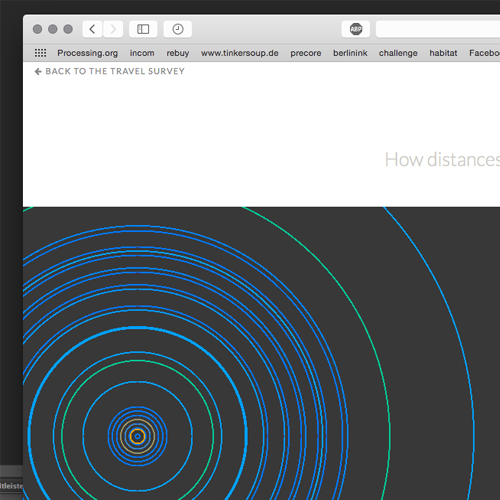 ABP
Processing.org incom rebuy www.tinkersoup.de precore berlinink challenge habitat Facebo
← BACK TO THE TRAVEL SURVEY
How distances
itleiste